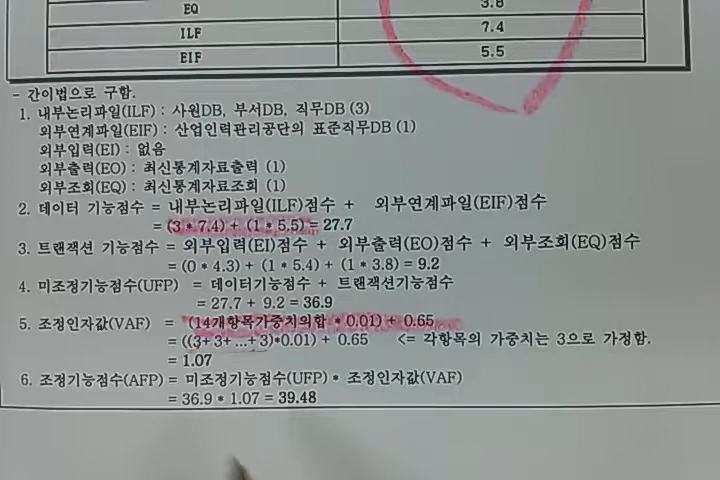 EQ 3.8
ILF 7.4
EIF 5.5
- 간이법으로 구함.
1. 내부논리파일(ILF) : 사원DB, 부서DB, 직무DB (3)
외부연계파일(EIF) : 산업인력관리공단의 표준직무DB (1)
외부입력(EI) : 없음
외부출력(EO) : 최신통계자료출력 (1)
외부조회(EQ) : 최신통계자료조회 (1)
2. 데이터 기능점수 = 내부논리파일(ILF)점수 + 외부연계파일(EIF)점수
= (3 * 7.4) + (1 * 5.5) = 27.7
3. 트랜잭션 기능점수 = 외부입력(EI)점수 + 외부출력(EO)점수 + 외부조회(EQ)점수
= (0 * 4.3) + (1 * 5.4) + (1 * 3.8) = 9.2
4. 미조정기능점수(UFP) = 데이터기능점수 + 트랜잭션기능점수
= 27.7 + 9.2 = 36.9
5. 조정인자값(VAF) = (14개항목가중치의합 * 0.01) + 0.65
= ((3+ 3+ ...+ 3)*0.01) + 0.65 <= 각항목의 가중치는 3으로 가정함.
= 1.07
6. 조정기능점수(AFP) = 미조정기능점수(UFP) * 조정인자값(VAF)
= 36.9 * 1.07 = 39.48